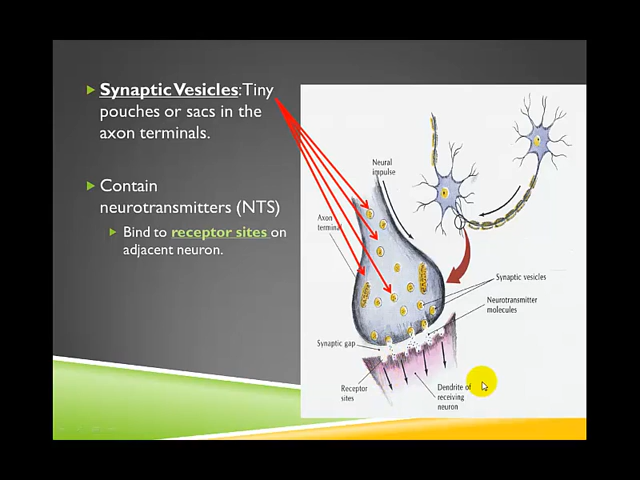 Synaptic Vesicles: Tiny
pouches or sacs in the
axon terminals.
Contain
neurotransmitters (NTS)
Bind to receptor sites on
adjacent neuron.
Neural
impulse
Axon
terminal
Synaptic vesicles
Neurotransmitter
molecules
Synaptic gap
Receptor
sites
Dendrite of
receiving
neuron